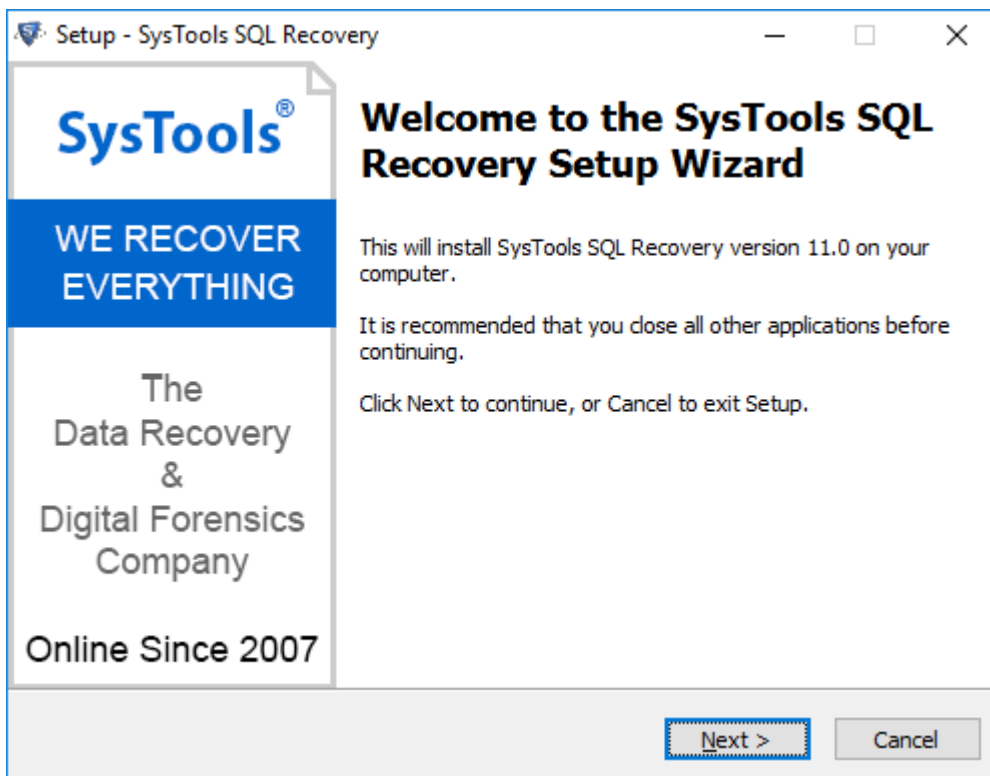 Setup - SysTools SQL Recovery
SysTools®
WE RECOVER
EVERYTHING
The
Data Recovery
&
Digital Forensics
Company
Online Since 2007
Welcome to the SysTools SQL
Recovery Setup Wizard
This will install SysTools SQL Recovery version 11.0 on your
computer.
It is recommended that you close all other applications before
continuing.
Click Next to continue, or Cancel to exit Setup.
Next >
Cancel